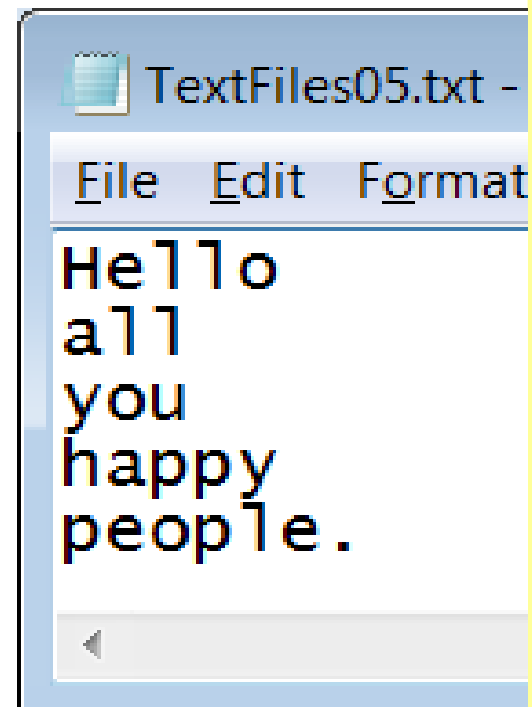 TextFiles05.txt -
File Edit Format
Hello
all
you
happy
people.